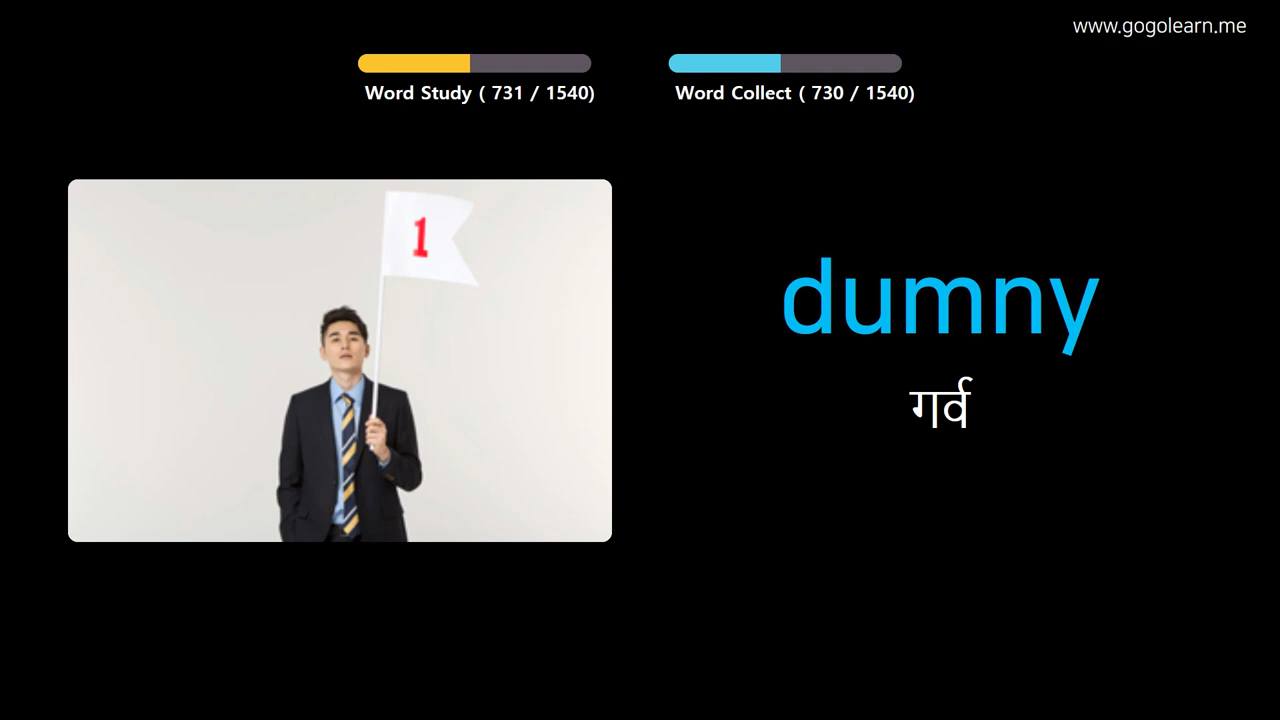 www.gogolearn.me
Word Study ( 731 / 1540)
Word Collect ( 730 / 1540)
1
dumny
गर्व